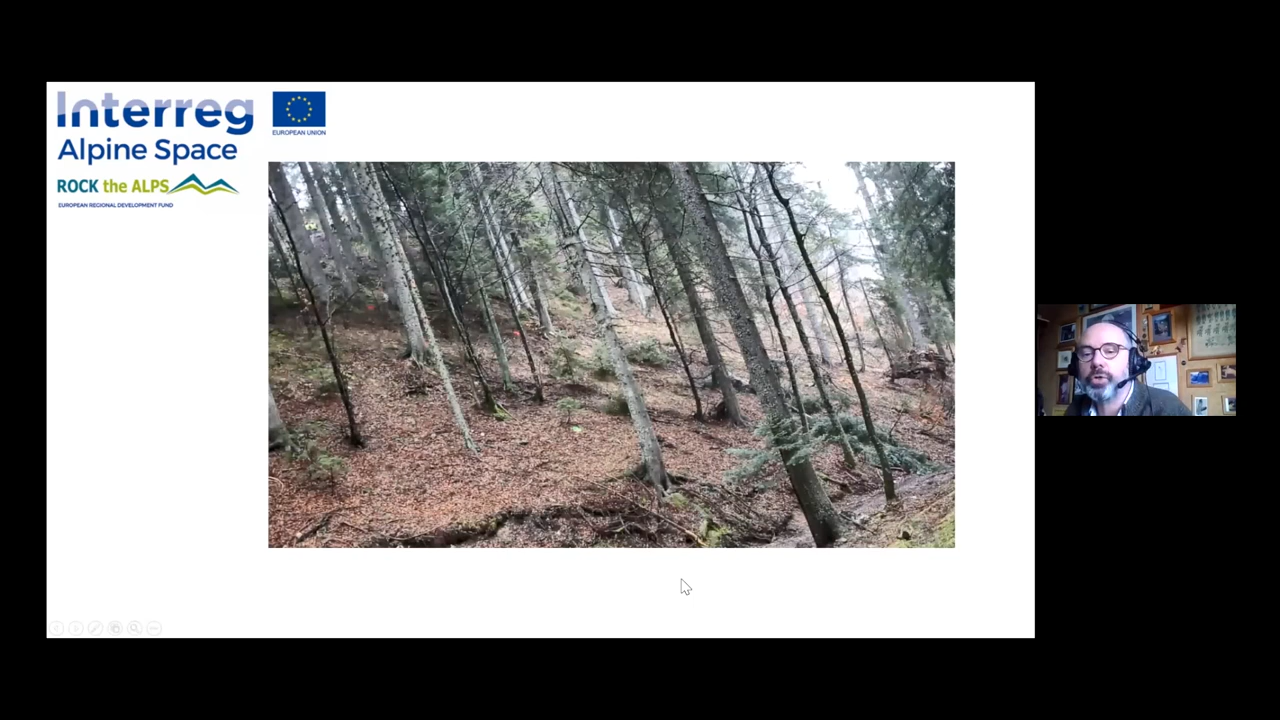 Interreg
EUROPEAN UNION
Alpine Space
ROCK the ALPS
EUROPEAN REGIONAL DEVELOPMENT FUND